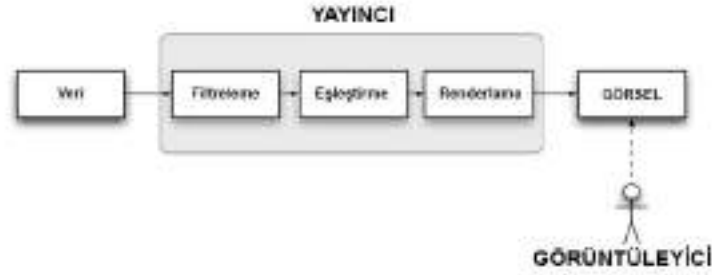 YAYINCI
Veri
Filtreleme
Eşleştirme
Renderlama
GÖRSEL
GÖRÜNTÜLEYİCİ